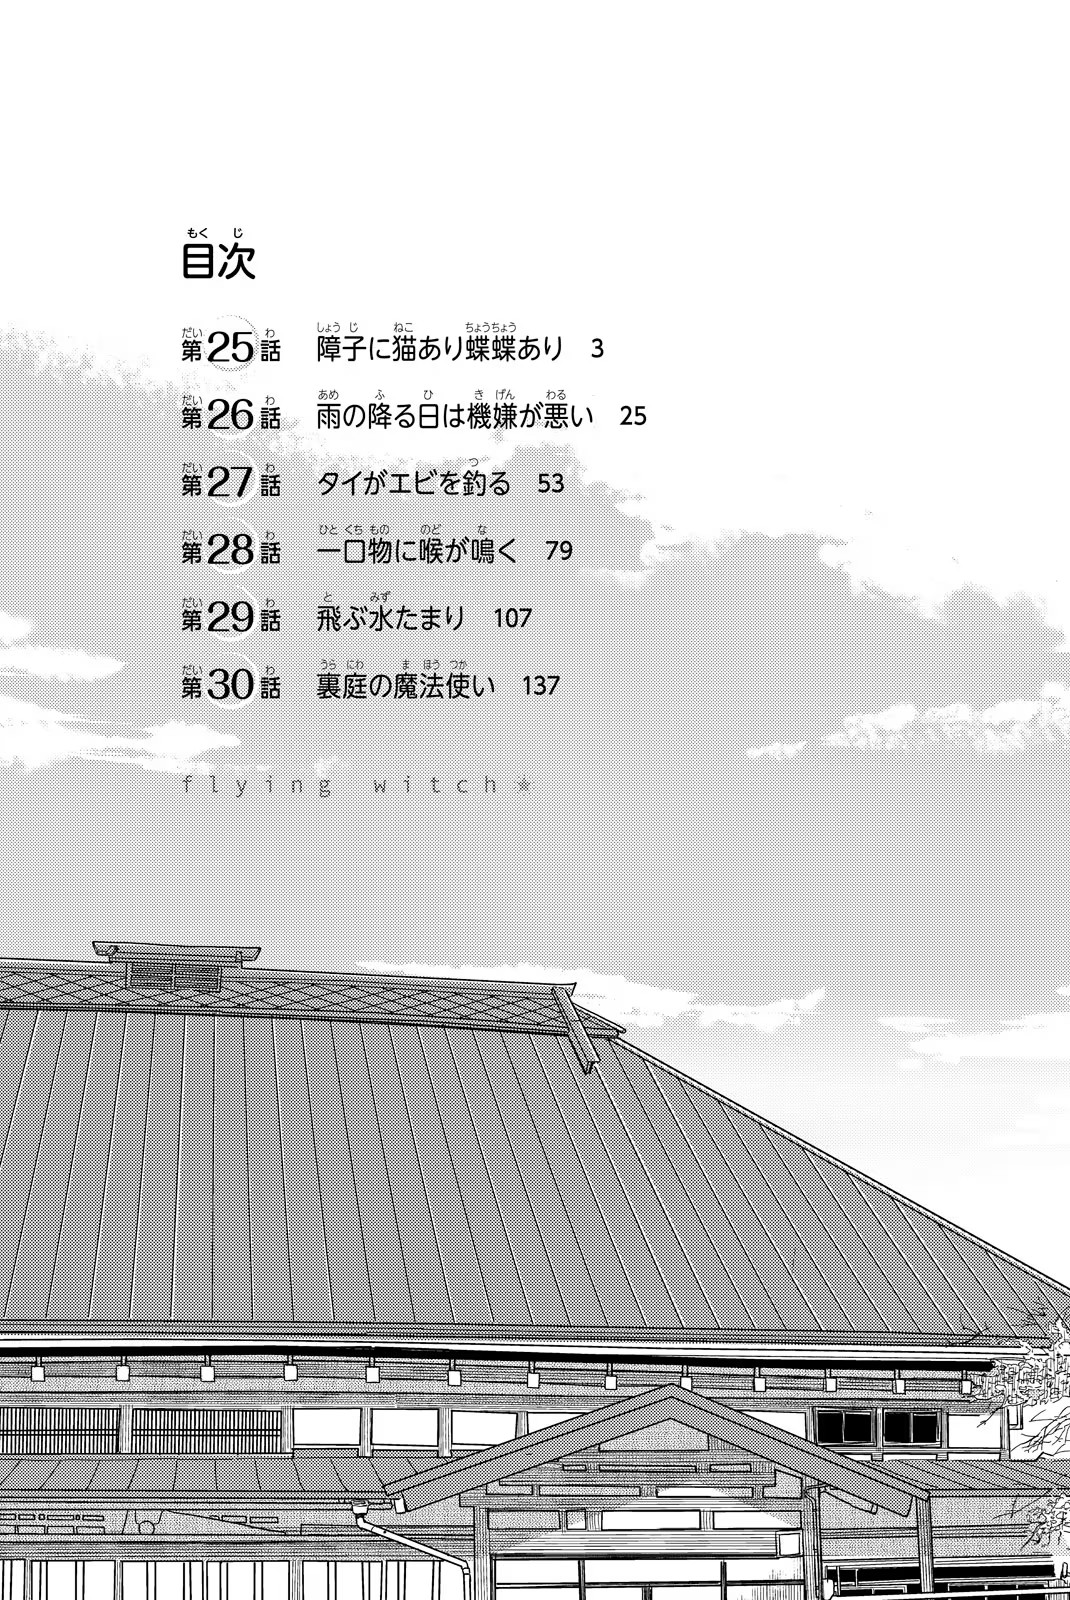 目次
第25話 障子に猫あり蝶蝶あり 3
第26話 雨の降る日は機嫌が悪い 25
第27話 タイがエビを釣る 53
第28話 一口物に喉が鳴く 79
第29話 飛ぶ水たまり 107
第30話 裏庭の魔法使い 137
flying witch★